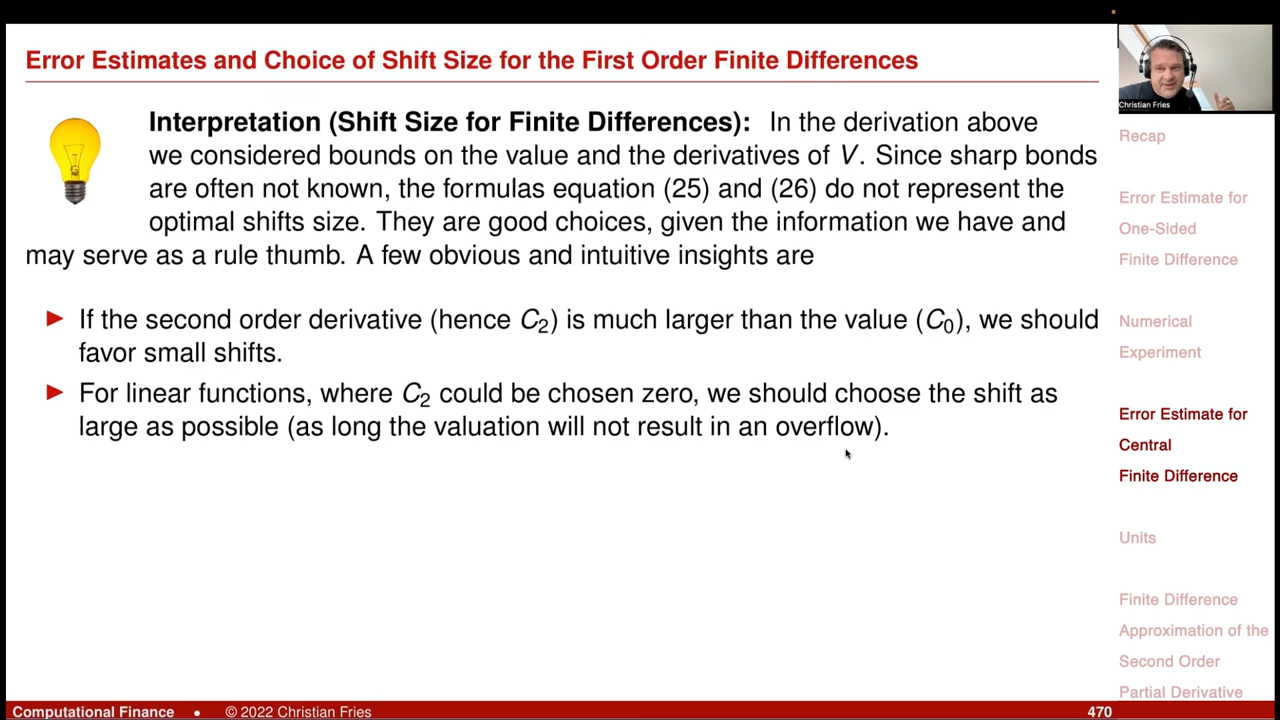 Error Estimates and Choice of Shift Size for the First Order Finite Differences
Interpretation (Shift Size for Finite Differences): In the derivation above
we considered bounds on the value and the derivatives of V. Since sharp bonds
are often not known, the formulas equation (25) and (26) do not represent the
optimal shifts size. They are good choices, given the information we have and
may serve as a rule thumb. A few obvious and intuitive insights are
► If the second order derivative (hence C₂) is much larger than the value (C₀), we should
favor small shifts.
► For linear functions, where C₂ could be chosen zero, we should choose the shift as
large as possible (as long the valuation will not result in an overflow).
Christian Fries
Recap
Error Estimate for
One-Sided
Finite Difference
Numerical
Experiment
Error Estimate for
Central
Finite Difference
Units
Finite Difference
Approximation of the
Second Order
Partial Derivative
Computational Finance • © 2022 Christian Fries 470